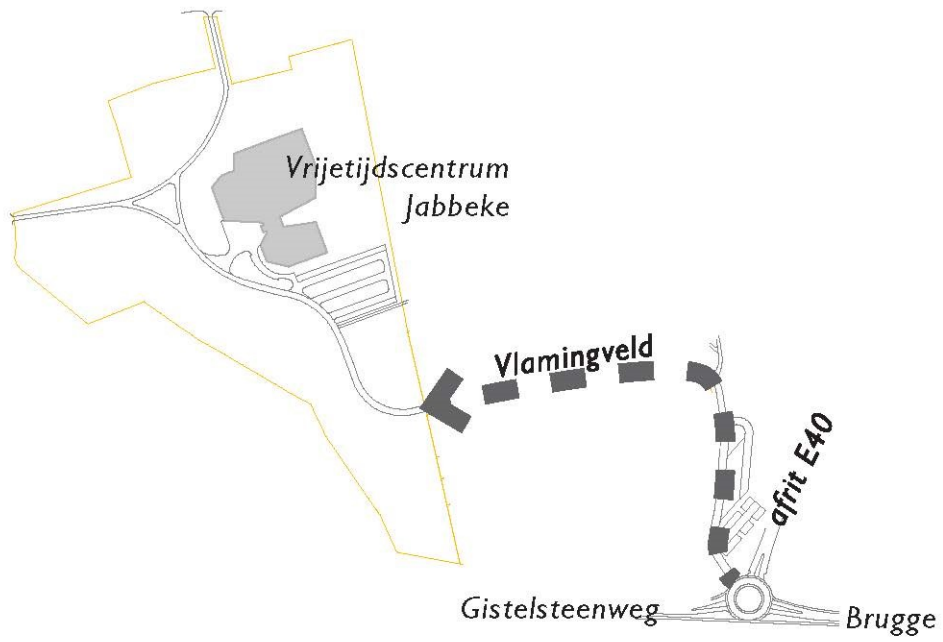 Vrijetijdscentrum
Jabbeke
Vlamingveld
afrit E40
Gistelsteenweg
Brugge